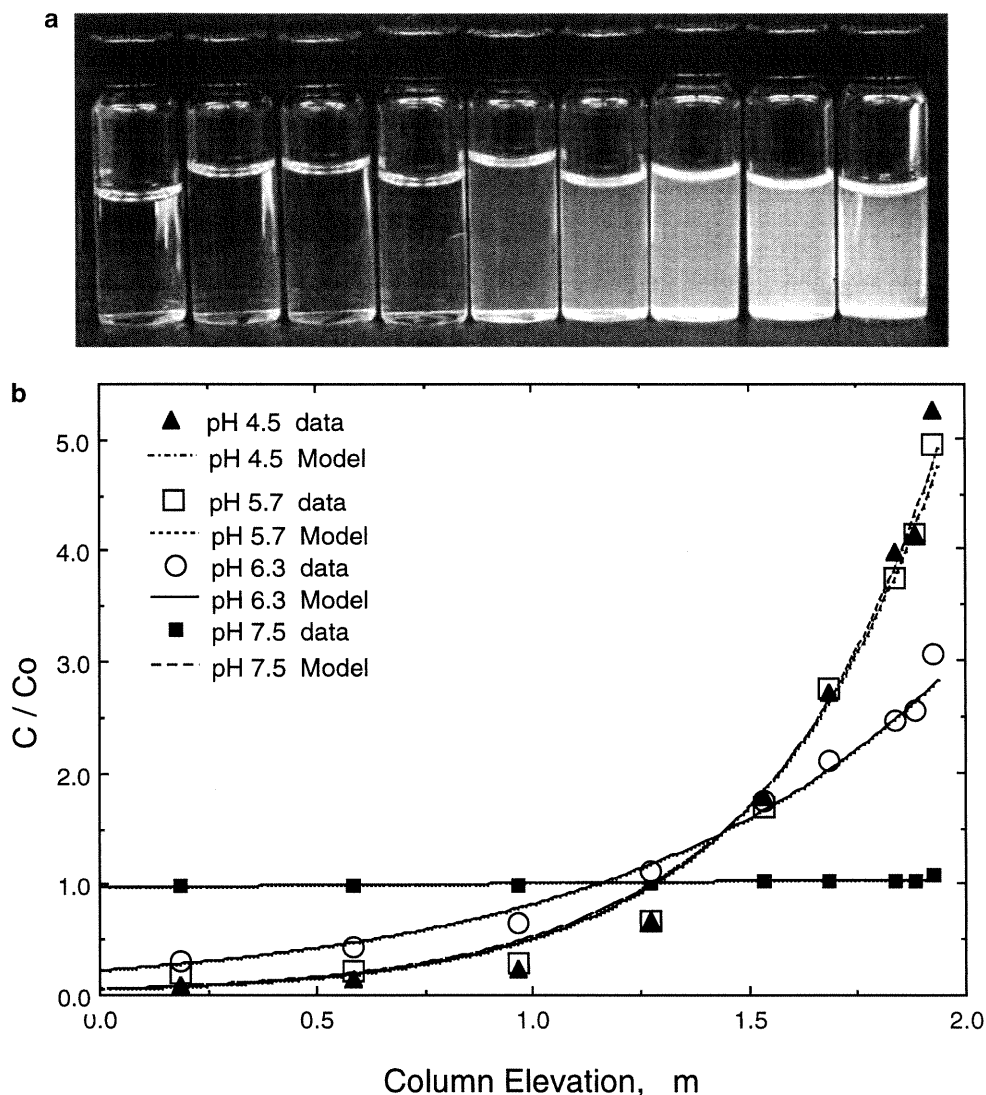 a
b
pH 4.5 data
pH 4.5 Model
pH 5.7 data
pH 5.7 Model
pH 6.3 data
pH 6.3 Model
pH 7.5 data
pH 7.5 Model
C / Co
5.0
4.0
3.0
2.0
1.0
0.0
0.0 0.5 1.0 1.5 2.0
Column Elevation, m